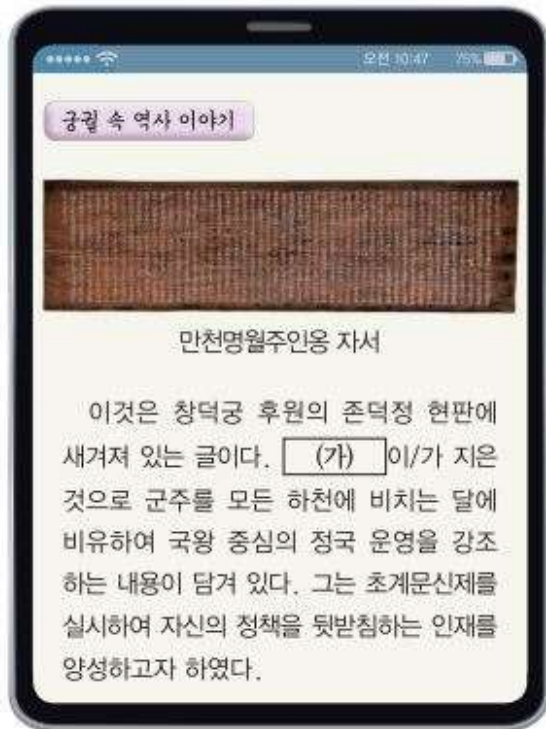 오전 10:47 75%
궁궐 속 역사 이야기
만천명월주인옹 자서
이것은 창덕궁 후원의 존덕정 현판에
새겨져 있는 글이다. (가) 이/가 지은
것으로 군주를 모든 하천에 비치는 달에
비유하여 국왕 중심의 정국 운영을 강조
하는 내용이 담겨 있다. 그는 초계문신제를
실시하여 자신의 정책을 뒷받침하는 인재를
양성하고자 하였다.